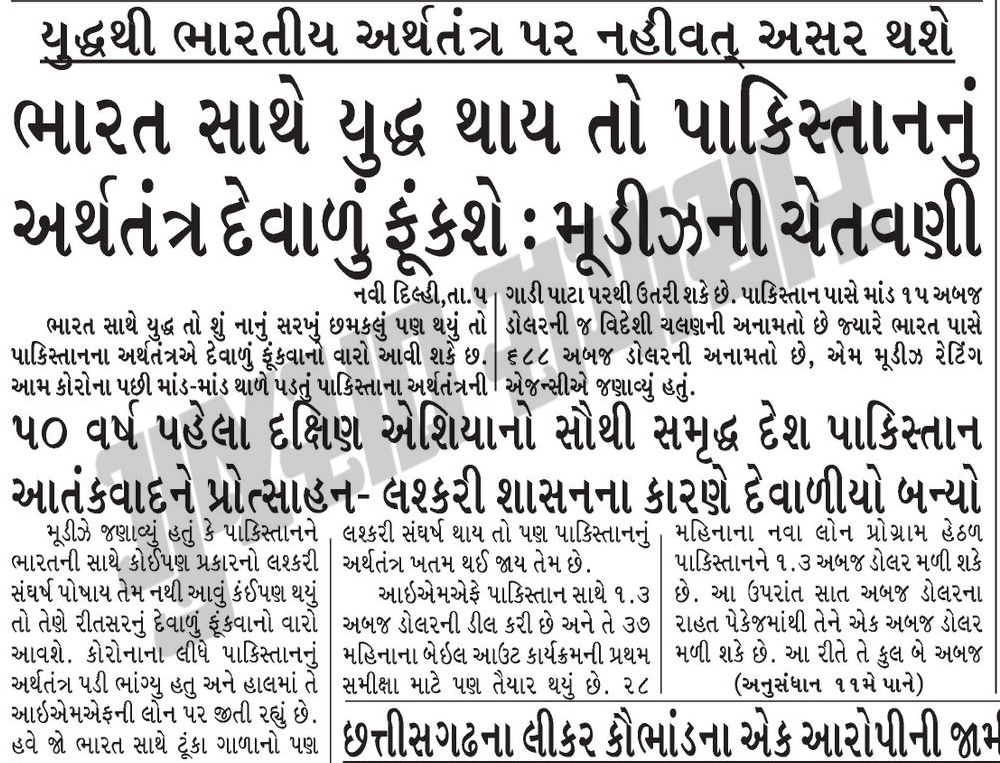 યુદ્ધથી ભારતીય અર્થતંત્ર પર નહીવત્ અસર થશે
ભારત સાથે યુદ્ધ થાય તો પાકિસ્તાનનું
અર્થતંત્ર દેવાળું ફૂંકશે : મૂડીઝની ચેતવણી
નવી દિલ્હી,તા.૫
ભારત સાથે યુદ્ધ તો શું નાનું સરખું છમકલું પણ થયું તો
પાકિસ્તાનના અર્થતંત્રએ દેવાળું ફૂંકવાનો વારો આવી શકે છે.
આમ કોરોના પછી માંડ-માંડ થાળે પડતું પાકિસ્તાના અર્થતંત્રની
ગાડી પાટા પરથી ઉતરી શકે છે. પાકિસ્તાન પાસે માંડ ૧૫ અબજ
ડોલરની જ વિદેશી ચલણની અનામતો છે જ્યારે ભારત પાસે
૬૮૮ અબજ ડોલરની અનામતો છે, એમ મૂડીઝ રેટિંગ
એજન્સીએ જણાવ્યું હતું.
૫૦ વર્ષ પહેલા દક્ષિણ એશિયાનો સૌથી સમૃદ્ધ દેશ પાકિસ્તાન
આતંકવાદને પ્રોત્સાહન- લશ્કરી શાસનના કારણે દેવાળીયો બન્યો
મૂડીઝે જણાવ્યું હતું કે પાકિસ્તાનને
ભારતની સાથે કોઈપણ પ્રકારનો લશ્કરી
સંઘર્ષ પોષાય તેમ નથી આવું કંઈપણ થયું
તો તેણે રીતસરનું દેવાળું ફૂંકવાનો વારો
આવશે. કોરોનાના લીધે પાકિસ્તાનનું
અર્થતંત્ર પડી ભાંગ્યુ હતુ અને હાલમાં તે
આઇએમએફની લોન પર જીતી રહ્યું છે.
હવે જો ભારત સાથે ટૂંકા ગાળાનો પણ
લશ્કરી સંઘર્ષ થાય તો પણ પાકિસ્તાનનું
અર્થતંત્ર ખતમ થઈ જાય તેમ છે.
આઇએમએફે પાકિસ્તાન સાથે ૧.૩
અબજ ડોલરની ડીલ કરી છે અને તે ૩૭
મહિનાના બેઇલ આઉટ કાર્યક્રમની પ્રથમ
સમીક્ષા માટે પણ તૈયાર થયું છે. ૨૮
મહિનાના નવા લોન પ્રોગ્રામ હેઠળ
પાકિસ્તાનને ૧.૩ અબજ ડોલર મળી શકે
છે. આ ઉપરાંત સાત અબજ ડોલરના
રાહત પેકેજમાંથી તેને એક અબજ ડોલર
મળી શકે છે. આ રીતે તે કુલ બે અબજ
(અનુસંધાન ૧૧મે પાને)
છત્તીસગઢના લીકર કૌભાંડના એક આરોપીની જામ
ગુજરાત સમાચાર